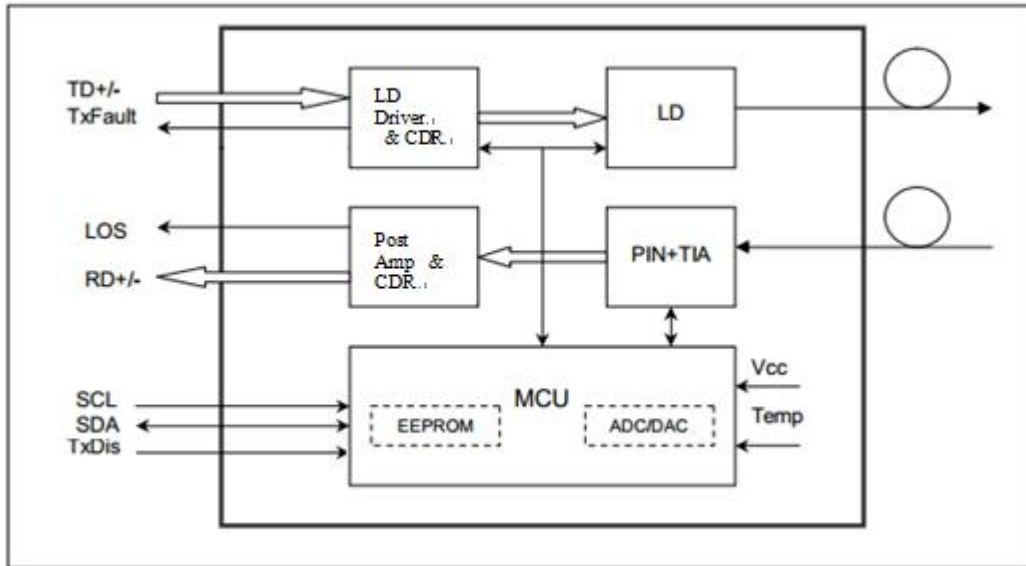 TD+/-
TxFault
LD
Driver.
& CDR.
LD
LOS
RD+/-
Post
Amp &
CDR.
PIN+TIA
SCL
SDA
TxDis
MCU
EEPROM
ADC/DAC
Vcc
Temp